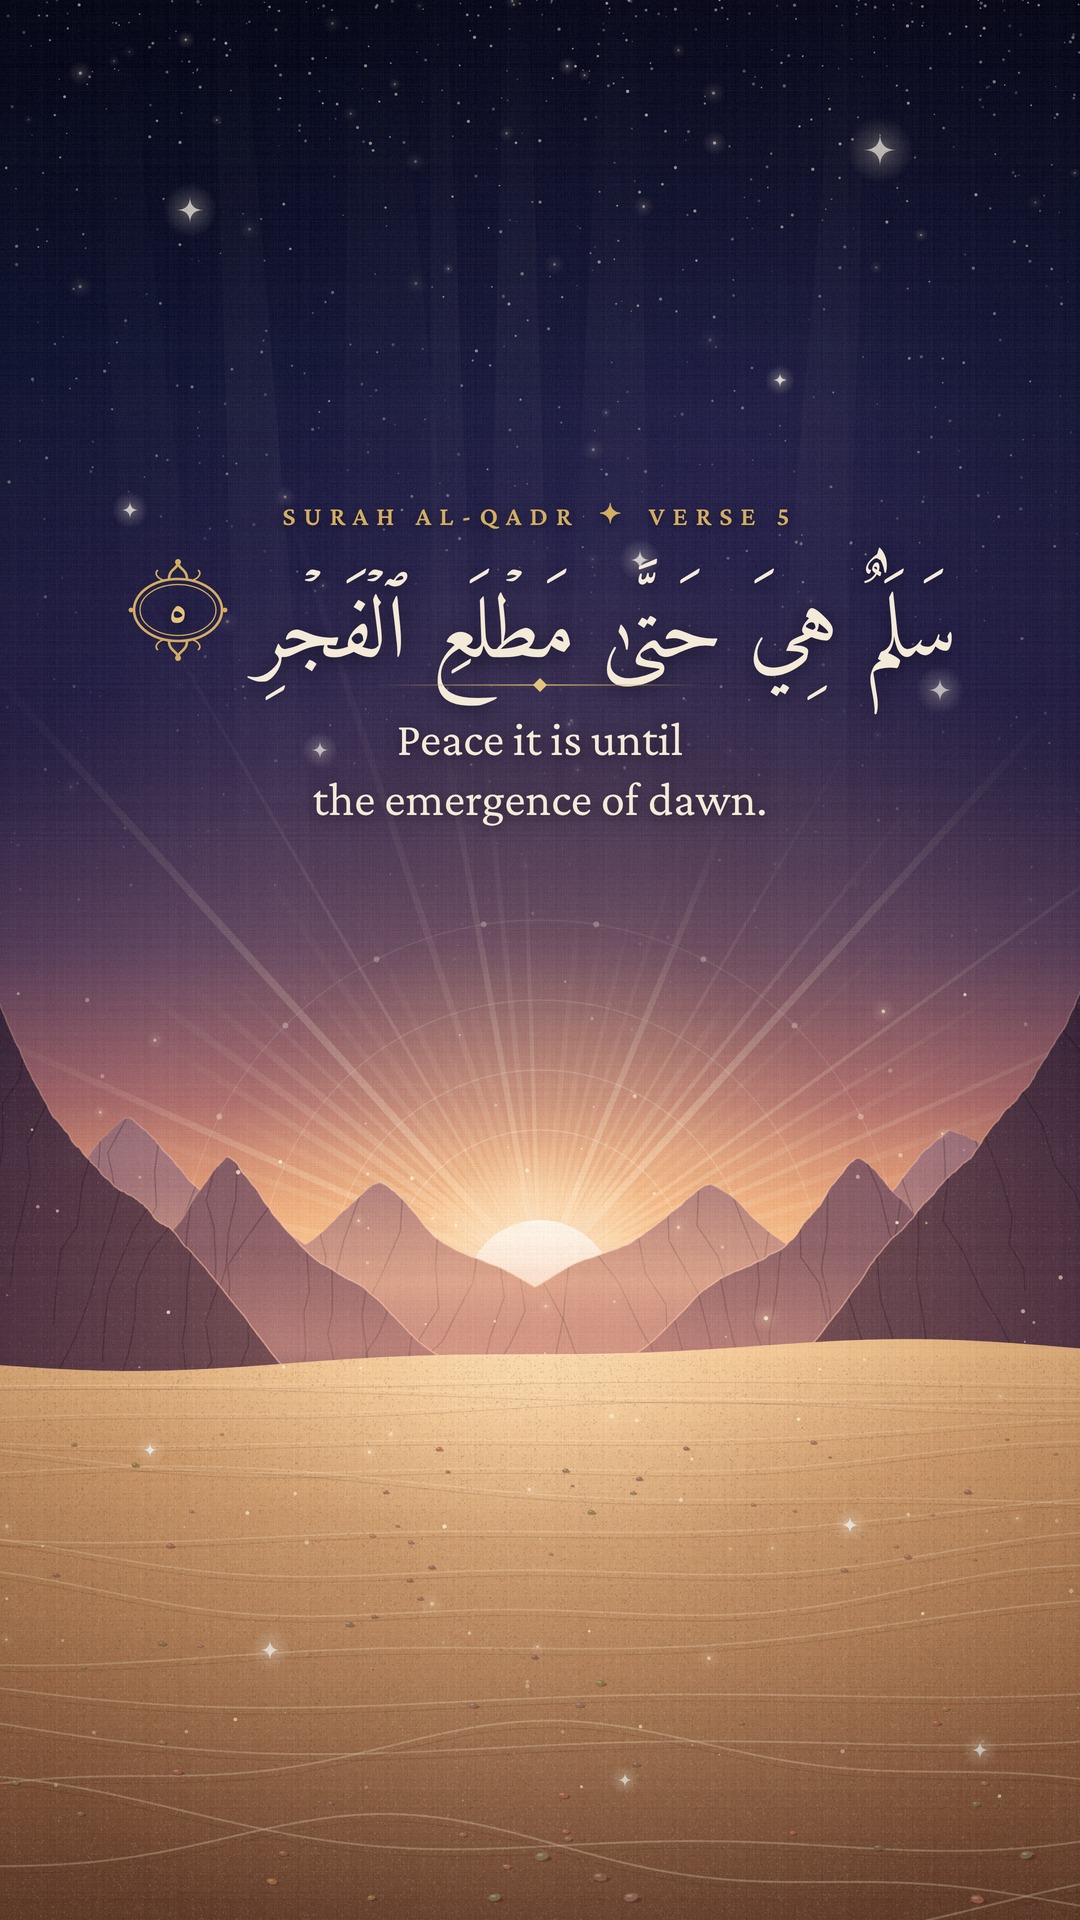 SURAH AL-QADR ✦ VERSE 5
سَلَٰمٌ هِيَ حَتَّىٰ مَطْلَعِ ٱلْفَجْرِ ٥
Peace it is until
the emergence of dawn.